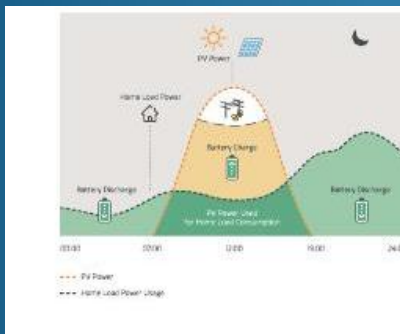 PV Power
Home Load Power
Battery Charge
Battery Discharge
Battery Discharge
PV Power Used
for Home Load Consumption
00:00
12:00
24:00
PV Power
Home Load Power Usage